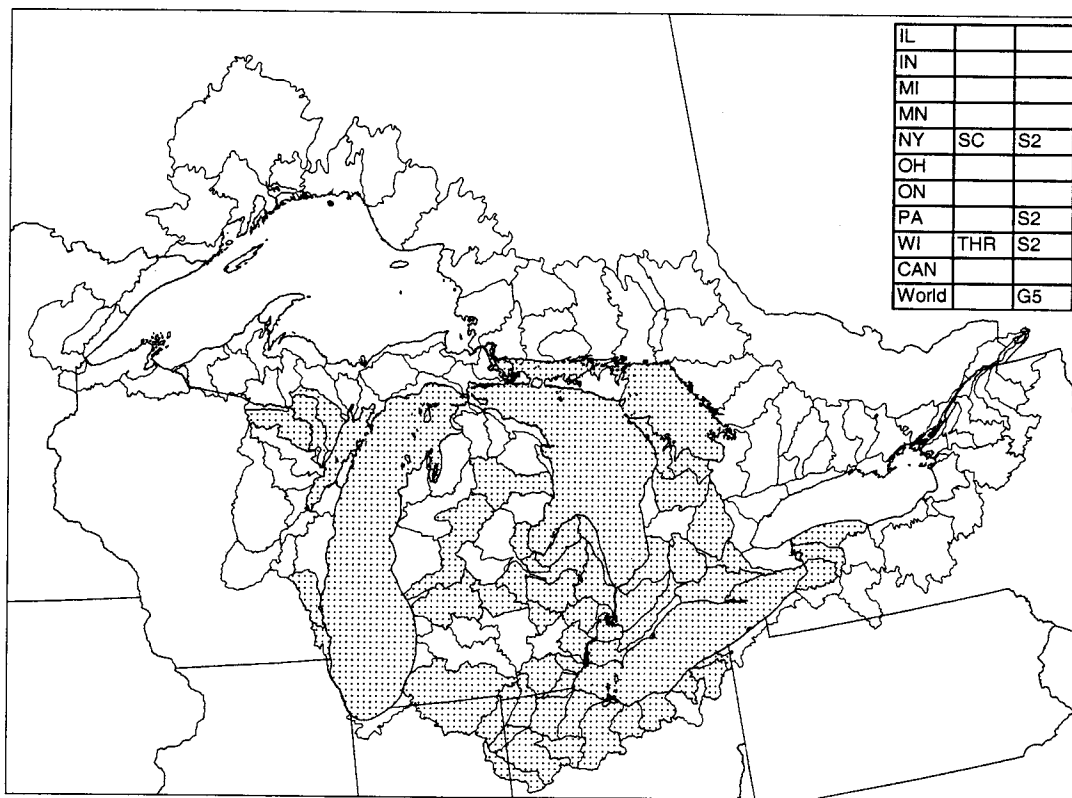 IL
IN
MI
MN
NY SC S2
OH
ON
PA S2
WI THR S2
CAN
World G5